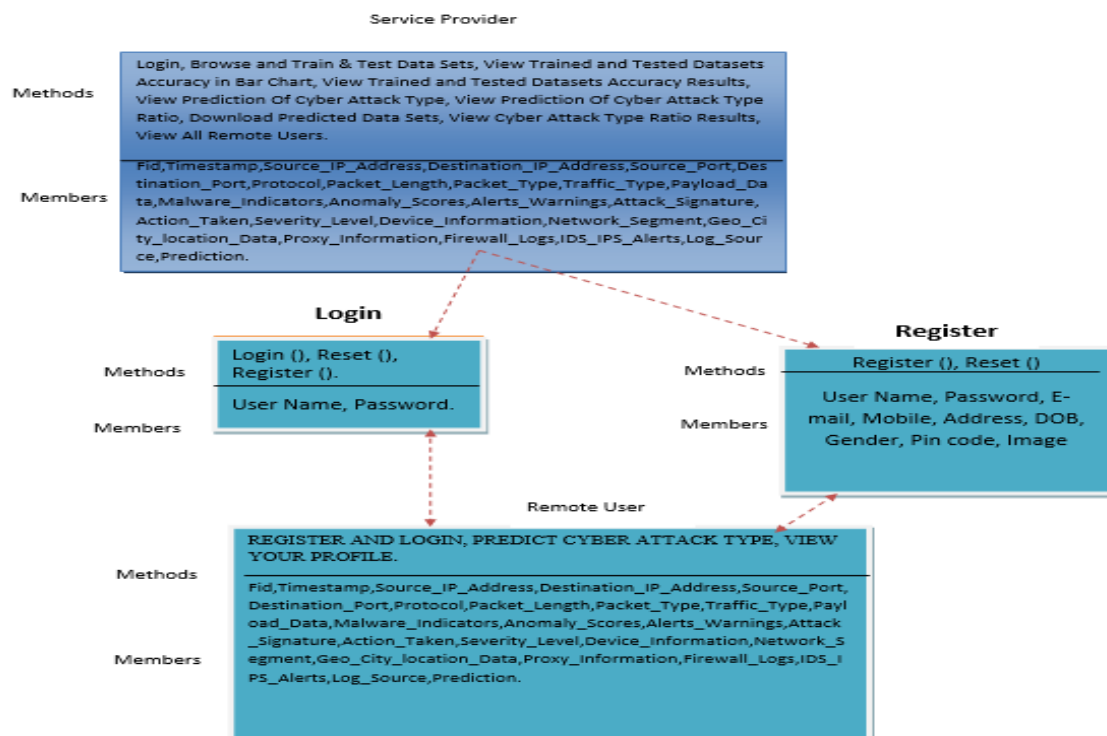 Service Provider
Methods
Login, Browse and Train & Test Data Sets, View Trained and Tested Datasets
Accuracy in Bar Chart, View Trained and Tested Datasets Accuracy Results,
View Prediction Of Cyber Attack Type, View Prediction Of Cyber Attack Type
Ratio, Download Predicted Data Sets, View Cyber Attack Type Ratio Results,
View All Remote Users.
Members
Fid,Timestamp,Source_IP_Address,Destination_IP_Address,Source_Port,Des
tination_Port,Protocol,Packet_Length,Packet_Type,Traffic_Type,Payload_Da
ta,Malware_Indicators,Anomaly_Scores,Alerts_Warnings,Attack_Signature,
Action_Taken,Severity_Level,Device_Information,Network_Segment,Geo_Ci
ty_location_Data,Proxy_Information,Firewall_Logs,IDS_IPS_Alerts,Log_Sour
ce,Prediction.
Login
Methods
Login (), Reset (),
Register ().
Members
User Name, Password.
Register
Methods
Register (), Reset ()
Members
User Name, Password, E-
mail, Mobile, Address, DOB,
Gender, Pin code, Image
Remote User
Methods
REGISTER AND LOGIN, PREDICT CYBER ATTACK TYPE, VIEW
YOUR PROFILE.
Members
Fid,Timestamp,Source_IP_Address,Destination_IP_Address,Source_Port,
Destination_Port,Protocol,Packet_Length,Packet_Type,Traffic_Type,Payl
oad_Data,Malware_Indicators,Anomaly_Scores,Alerts_Warnings,Attack
_Signature,Action_Taken,Severity_Level,Device_Information,Network_S
egment,Geo_City_location_Data,Proxy_Information,Firewall_Logs,IDS_I
PS_Alerts,Log_Source,Prediction.